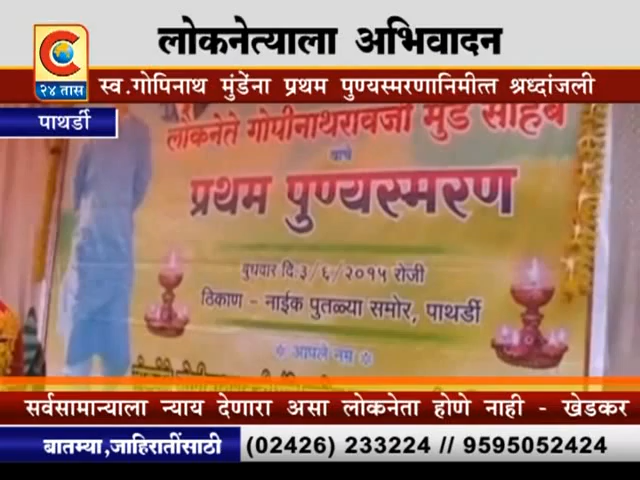 लोकनेत्याला अभिवादन
C
२४ तास
स्व.गोपिनाथ मुंडेंना प्रथम पुण्यस्मरणानिमीत्त श्रध्दांजली
पाथर्डी
लोकनेते गोपीनाथरावजी मुंडे साहेब
यांचे
प्रथम पुण्यस्मरण
बुधवार दि.३/६/२०१५ रोजी
ठिकाण - नाईक पुतळ्या समोर, पाथर्डी
आपले नम्र
सर्वसामान्याला न्याय देणारा असा लोकनेता होणे नाही - खेडकर
बातम्या,जाहिरातींसाठी (02426) 233224 // 9595052424